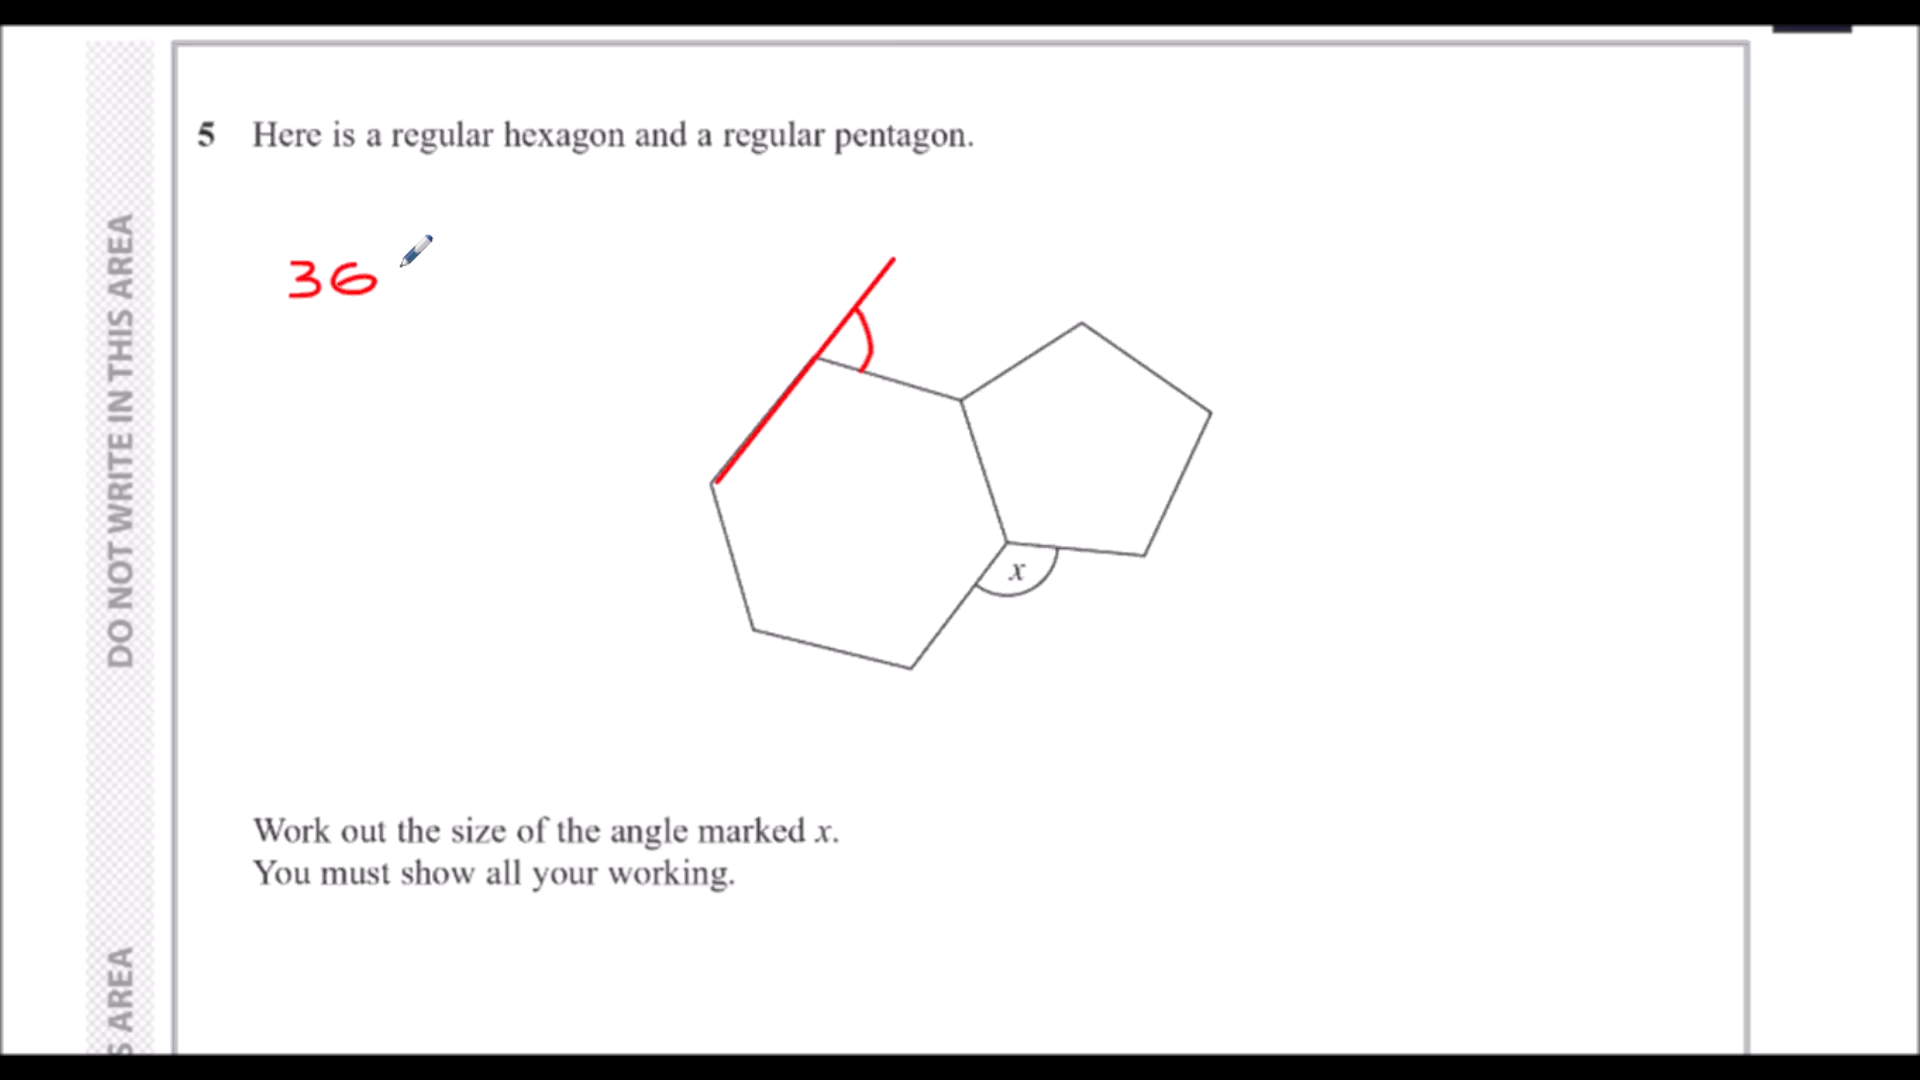 DO NOT WRITE IN THIS AREA
S AREA
5 Here is a regular hexagon and a regular pentagon.
36
x
Work out the size of the angle marked x.
You must show all your working.